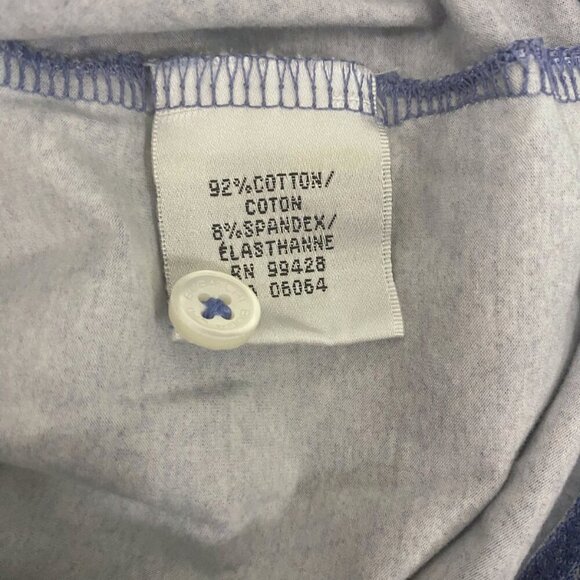 92%COTTON/
COTON
8%SPANDEX/
ÉLASTHANNE
RN 99428
06064